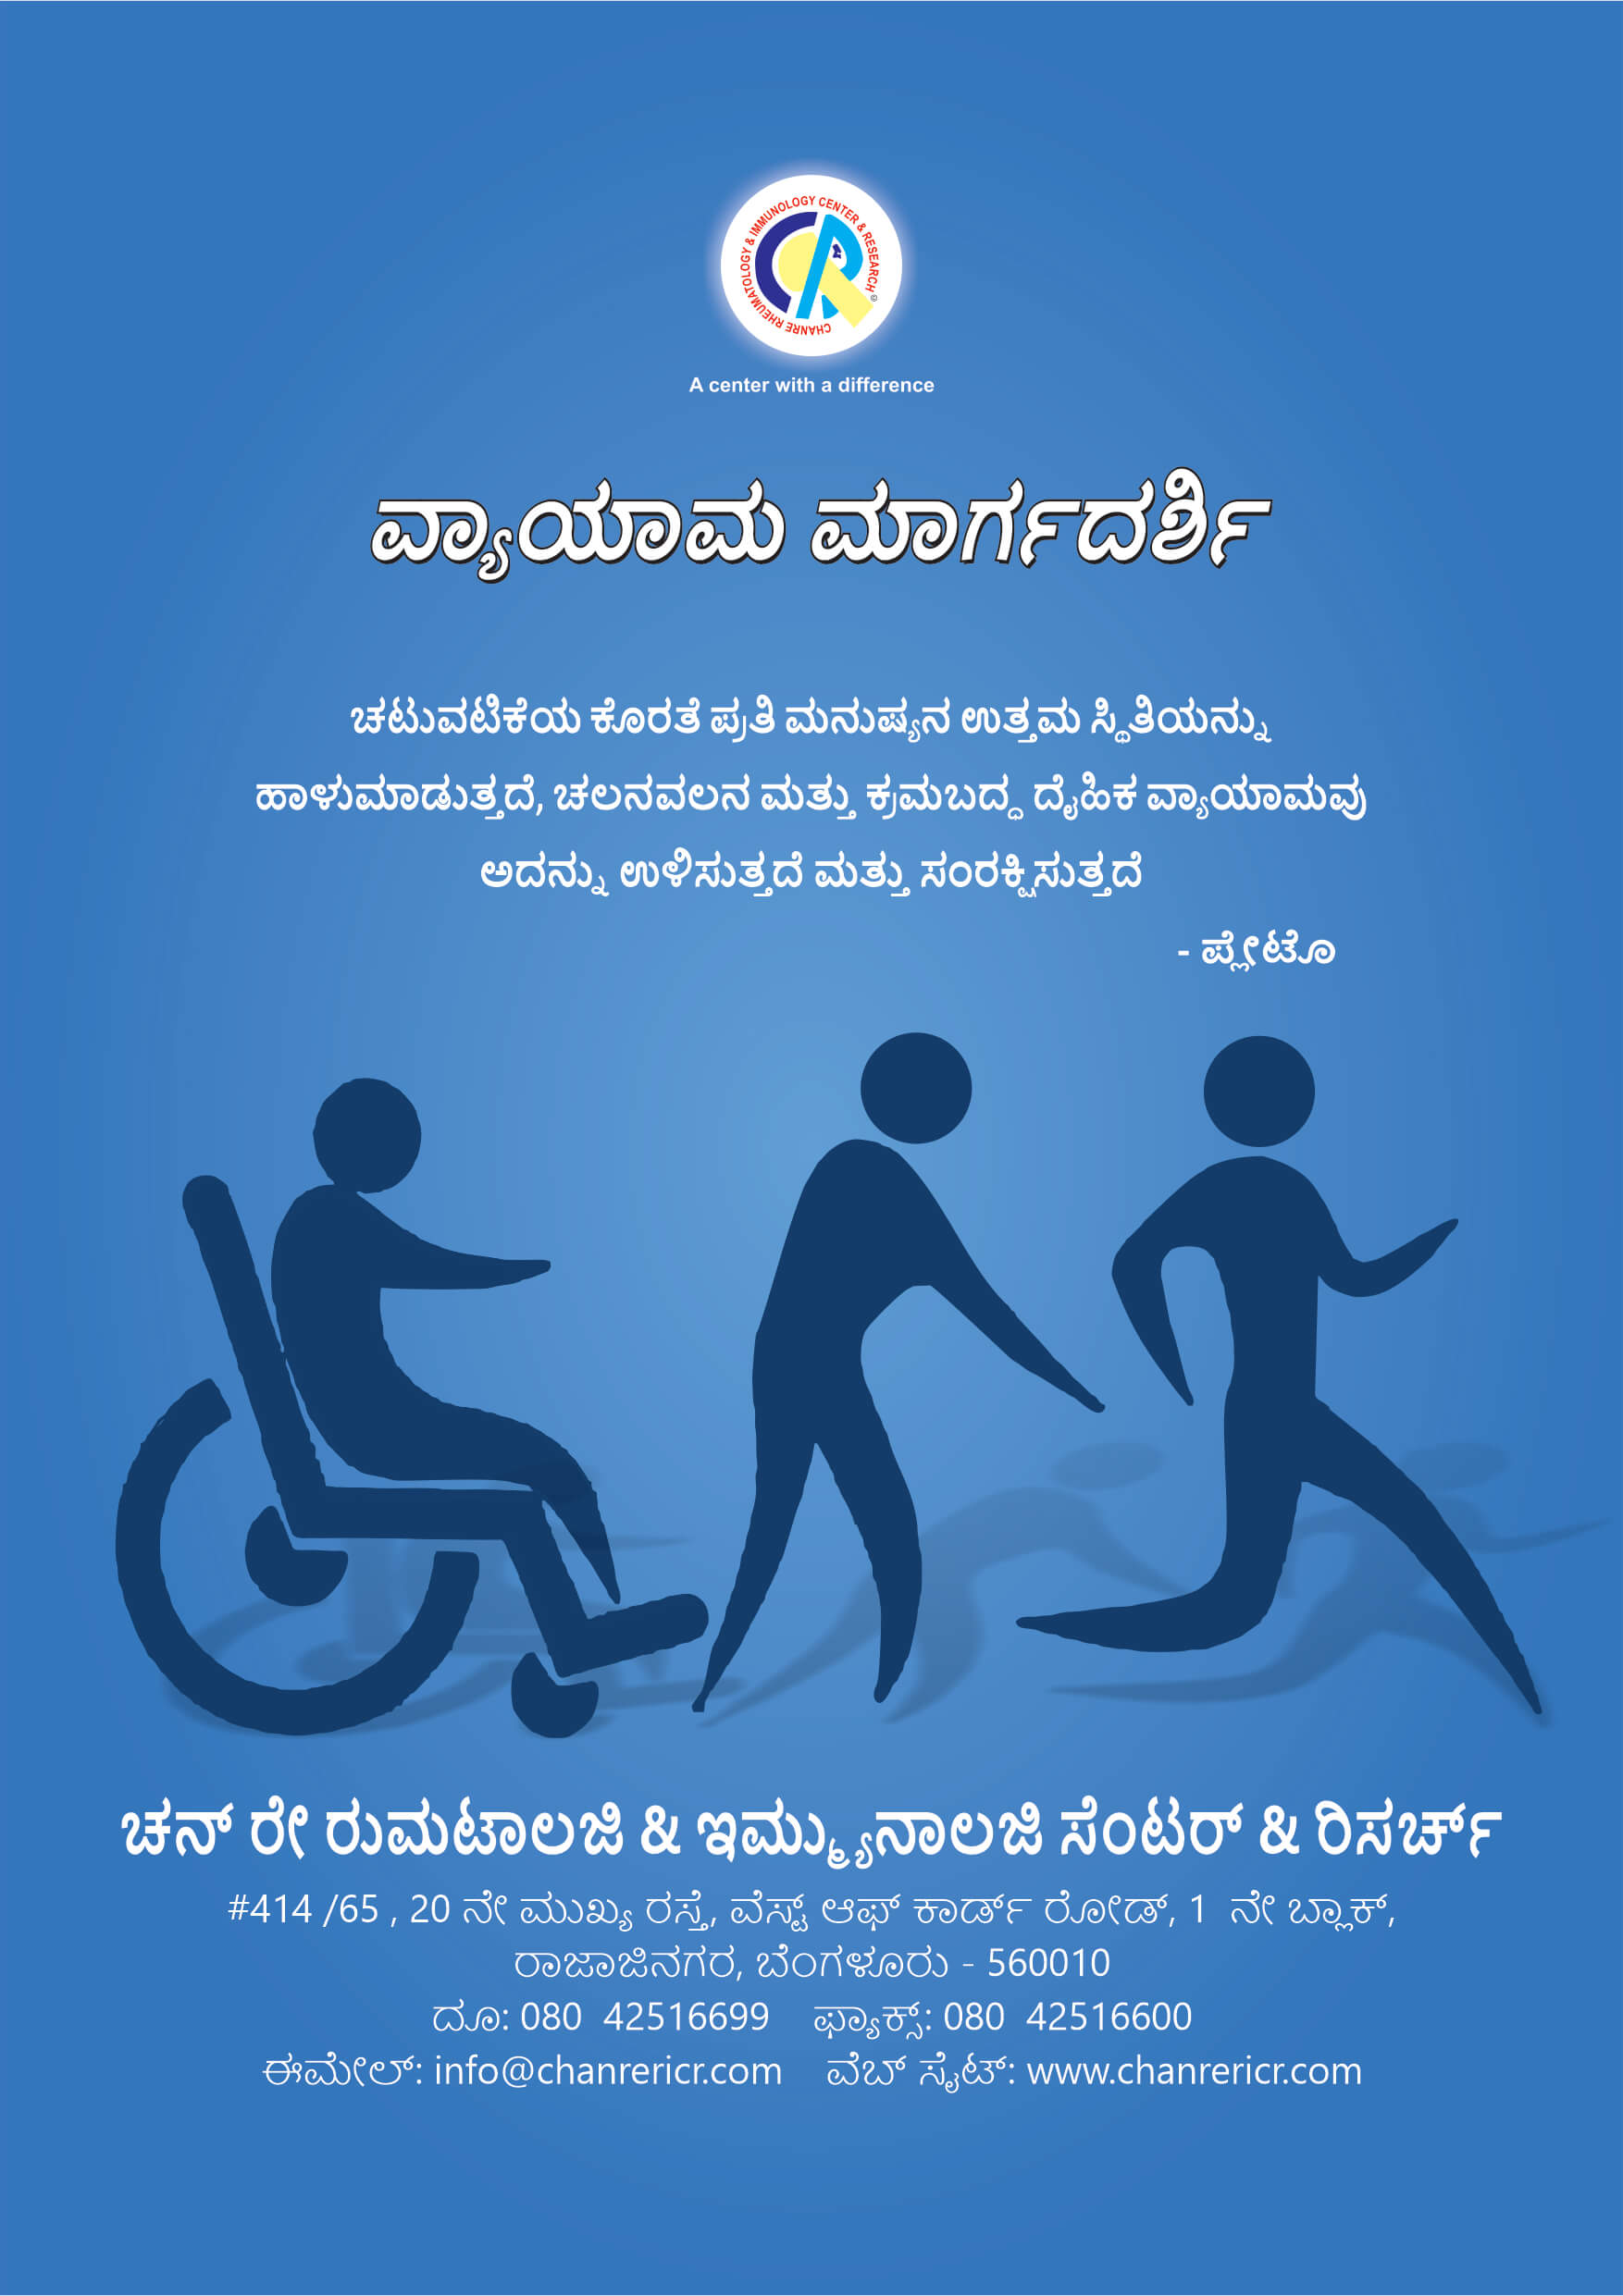 CHANRE RHEUMATOLOGY & IMMUNOLOGY CENTER & RESEARCH ©
A center with a difference
ವ್ಯಾಯಾಮ ಮಾರ್ಗದರ್ಶಿ
ಚಟುವಟಿಕೆಯ ಕೊರತೆ ಪ್ರತಿ ಮನುಷ್ಯನ ಉತ್ತಮ ಸ್ಥಿತಿಯನ್ನು
ಹಾಳುಮಾಡುತ್ತದೆ, ಚಲನವಲನ ಮತ್ತು ಕ್ರಮಬದ್ಧ ದೈಹಿಕ ವ್ಯಾಯಾಮವು
ಅದನ್ನು ಉಳಿಸುತ್ತದೆ ಮತ್ತು ಸಂರಕ್ಷಿಸುತ್ತದೆ
- ಪ್ಲೇಟೊ
ಚನ್ ರೇ ರುಮಟಾಲಜಿ & ಇಮ್ಮ್ಯುನಾಲಜಿ ಸೆಂಟರ್ & ರಿಸರ್ಚ್
#414 /65 , 20 ನೇ ಮುಖ್ಯ ರಸ್ತೆ, ವೆಸ್ಟ್ ಆಫ್ ಕಾರ್ಡ್ ರೋಡ್, 1 ನೇ ಬ್ಲಾಕ್,
ರಾಜಾಜಿನಗರ, ಬೆಂಗಳೂರು - 560010
ದೂ: 080 42516699 ಫ್ಯಾಕ್ಸ್: 080 42516600
ಈಮೇಲ್: info@chanrericr.com ವೆಬ್ ಸೈಟ್: www.chanrericr.com